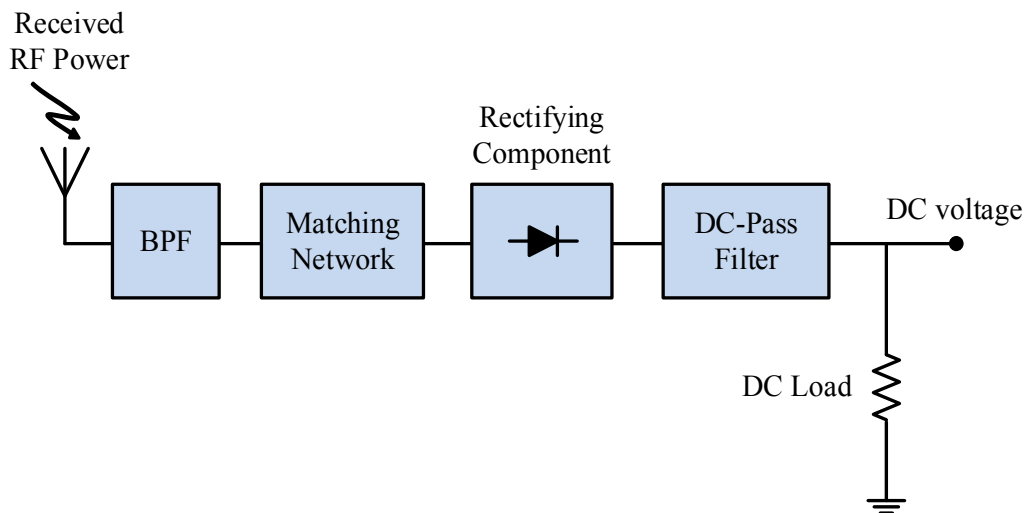 Received
RF Power
Rectifying
Component
BPF
Matching
Network
DC-Pass
Filter
DC voltage
DC Load